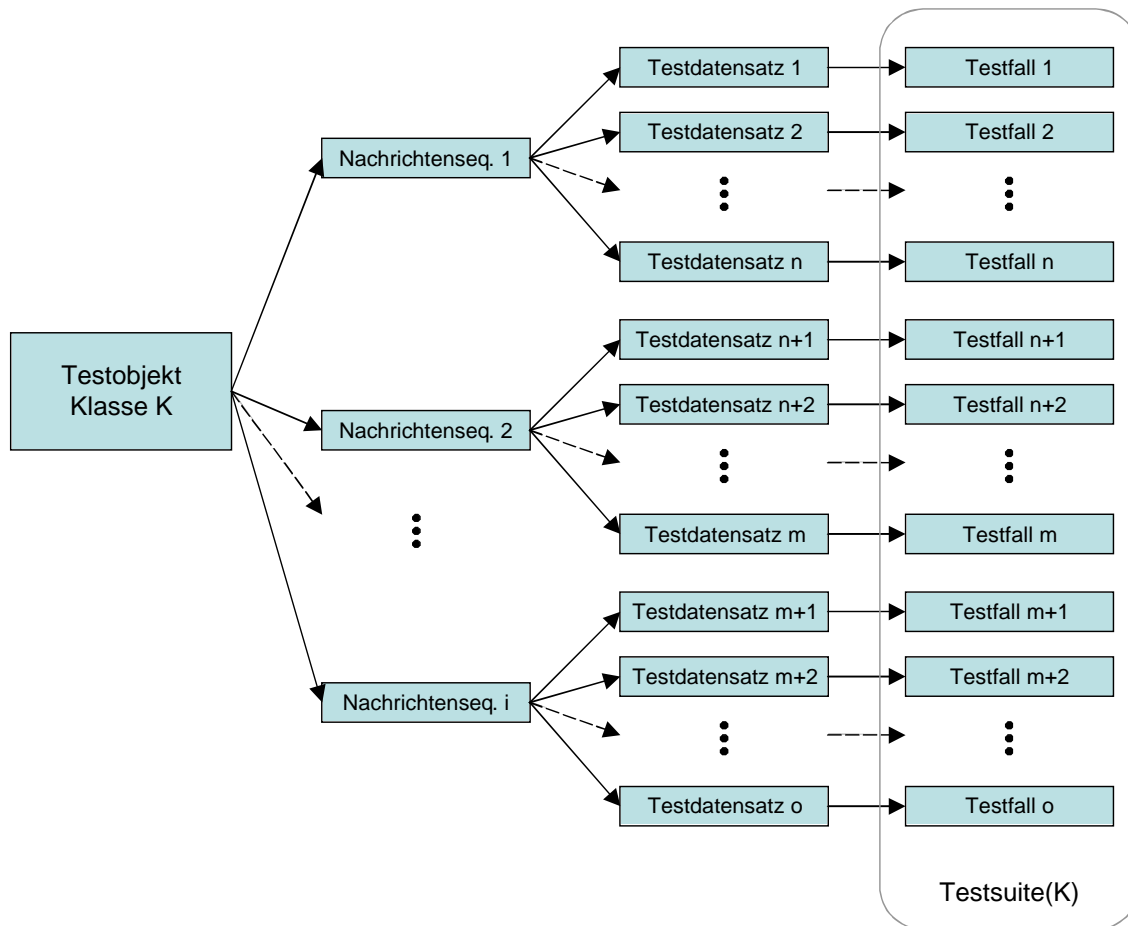 Testdatensatz 1
Testfall 1
Testdatensatz 2
Testfall 2
Nachrichtenseq. 1
Testdatensatz n
Testfall n
Testobjekt
Klasse K
Testdatensatz n+1
Testfall n+1
Testdatensatz n+2
Testfall n+2
Nachrichtenseq. 2
Testdatensatz m
Testfall m
Testdatensatz m+1
Testfall m+1
Testdatensatz m+2
Testfall m+2
Nachrichtenseq. i
Testdatensatz o
Testfall o
Testsuite(K)